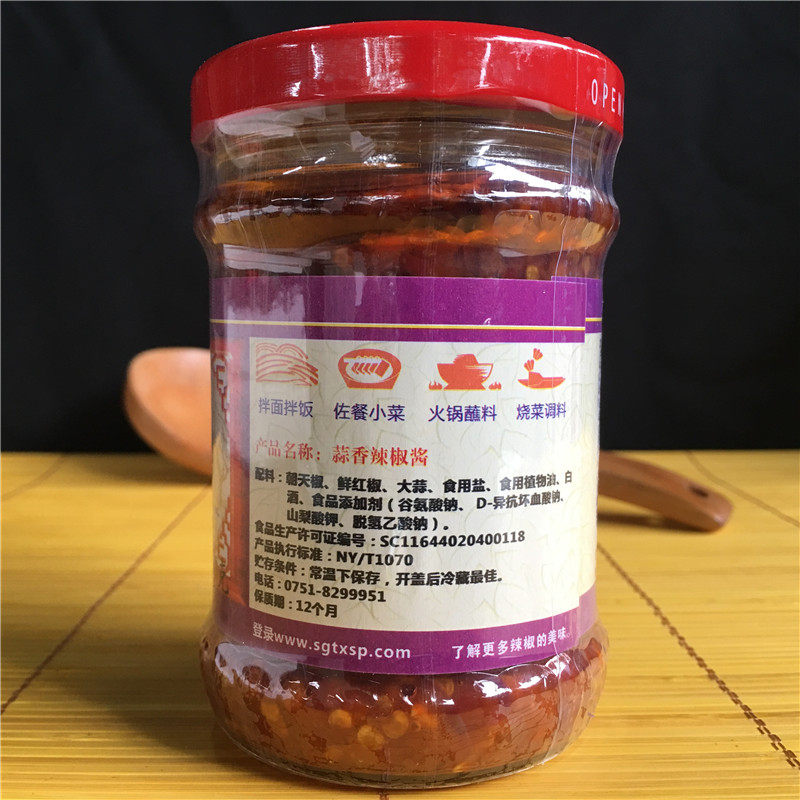 OPEN
拌面拌饭 佐餐小菜 火锅蘸料 烧菜调料
产品名称：蒜香辣椒酱
配料：朝天椒、鲜红椒、大蒜、食用盐、食用植物油、白
酒、食品添加剂（谷氨酸钠、D-异抗坏血酸钠、
山梨酸钾、脱氢乙酸钠）。
食品生产许可证编号：SC11644020400118
产品执行标准：NY/T1070
贮存条件：常温下保存，开盖后冷藏最佳。
电话：0751-8299951
保质期：12个月
登录www.sgtxsp.com 了解更多辣椒的美味。